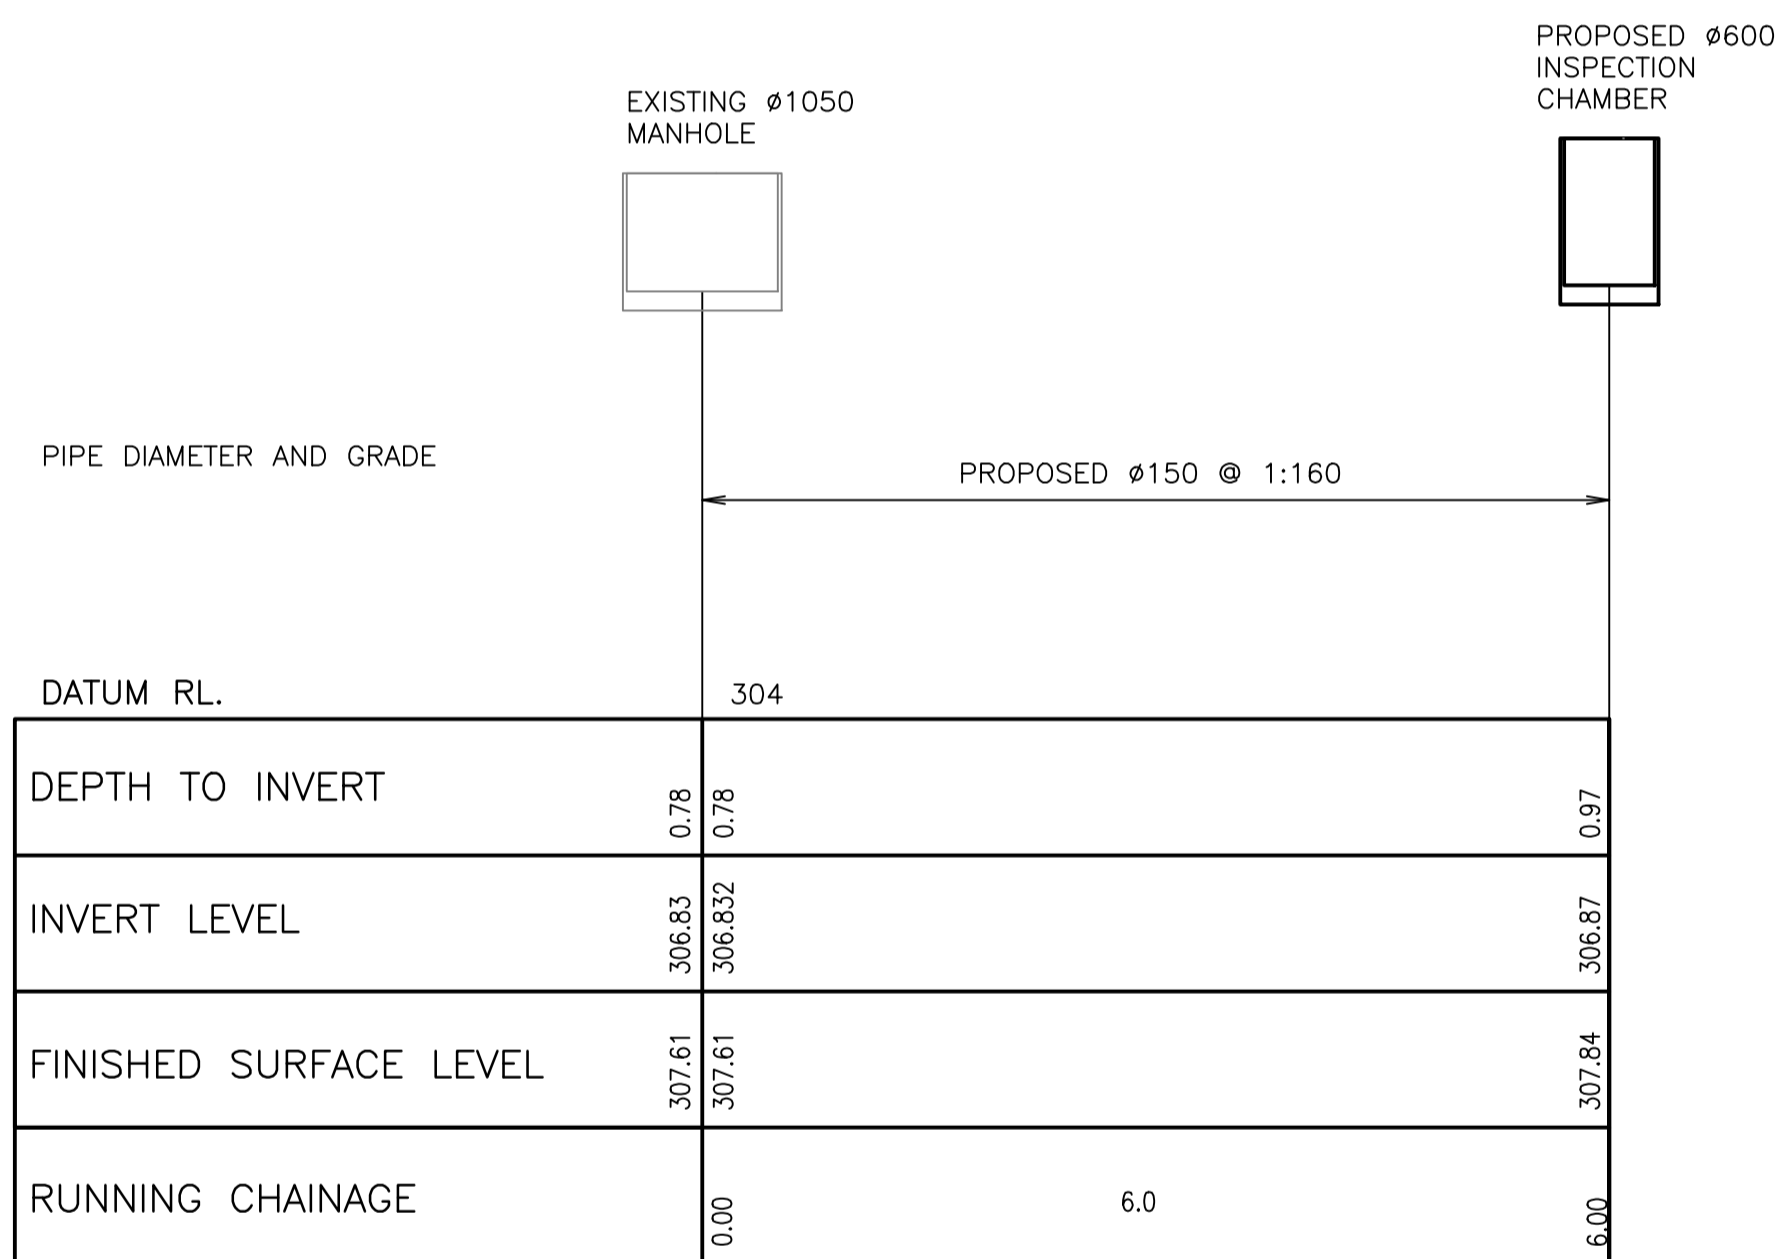 PROPOSED ø600
INSPECTION
CHAMBER
EXISTING ø1050
MANHOLE
PIPE DIAMETER AND GRADE
PROPOSED ø150 @ 1:160
DATUM RL.
304
DEPTH TO INVERT
0.78
0.78
0.97
INVERT LEVEL
306.83
306.832
306.87
FINISHED SURFACE LEVEL
307.61
307.61
307.84
RUNNING CHAINAGE
0.00
6.0
6.00